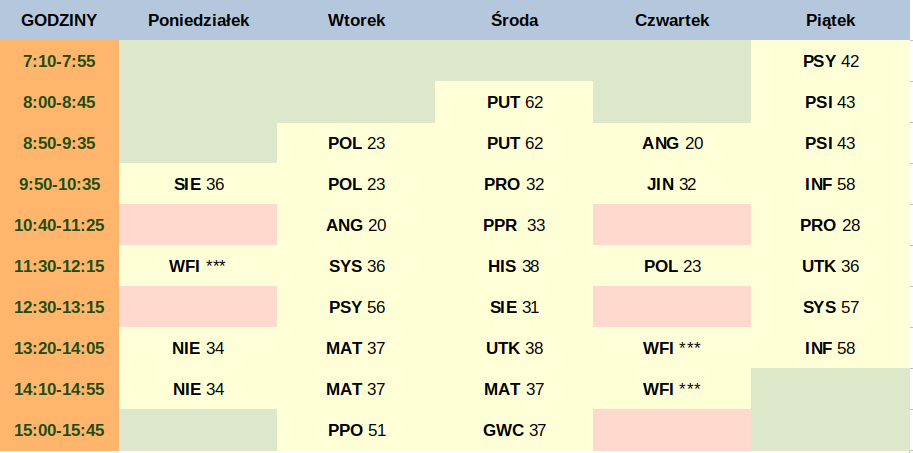 GODZINY Poniedziałek Wtorek Środa Czwartek Piątek
7:10-7:55 PSY 42
8:00-8:45 PUT 62 PSI 43
8:50-9:35 POL 23 PUT 62 ANG 20 PSI 43
9:50-10:35 SIE 36 POL 23 PRO 32 JIN 32 INF 58
10:40-11:25 ANG 20 PPR 33 PRO 28
11:30-12:15 WFI *** SYS 36 HIS 38 POL 23 UTK 36
12:30-13:15 PSY 56 SIE 31 SYS 57
13:20-14:05 NIE 34 MAT 37 UTK 38 WFI *** INF 58
14:10-14:55 NIE 34 MAT 37 MAT 37 WFI ***
15:00-15:45 PPO 51 GWC 37